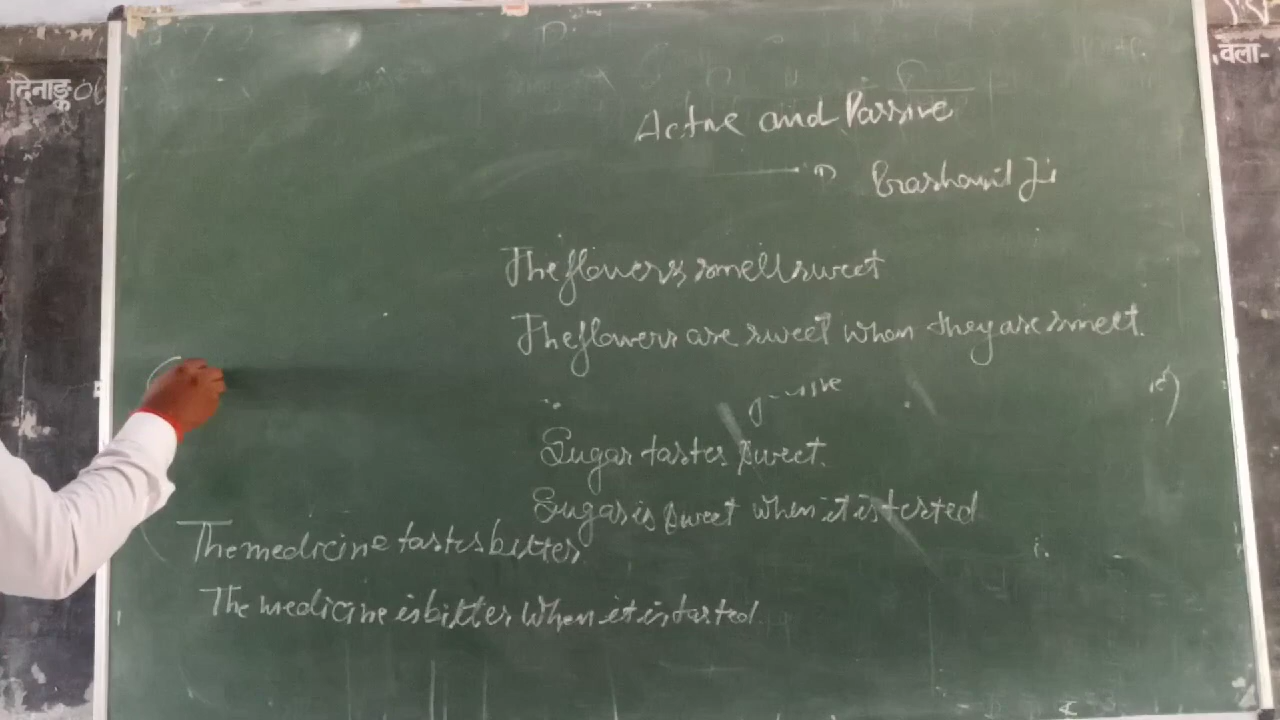 दिनाङ्क 06
वेला-
Active and Passive
Prashant Ji
The flowers smell sweet
The flowers are sweet when they are smelt.
Sugar tastes sweet.
Sugar is sweet when it is tested
The medicine tastes bitter.
The medicine is bitter when it is tasted.